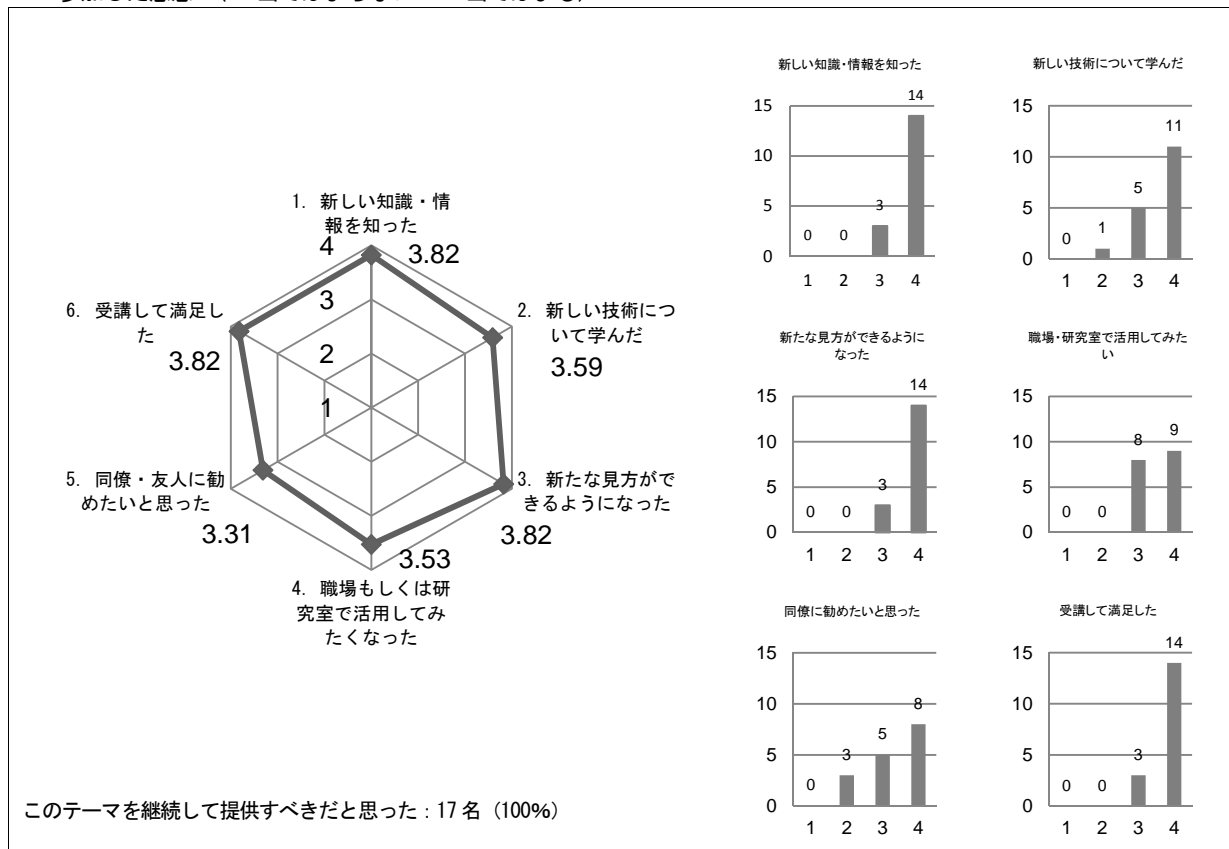 1. 新しい知識・情
報を知った
3.82
4
3
2
1
2. 新しい技術につ
いて学んだ
3.59
3. 新たな見方がで
きるようになった
3.82
3.53
4. 職場もしくは研
究室で活用してみ
たくなった
5. 同僚・友人に勧
めたいと思った
3.31
6. 受講して満足し
た
3.82
このテーマを継続して提供すべきだと思った：17 名（100%）
新しい知識・情報を知った
15
10
5
0
0
0
3
14
1 2 3 4
新しい技術について学んだ
15
10
5
0
0
1
5
11
1 2 3 4
新たな見方ができるように
なった
15
10
5
0
0
0
3
14
1 2 3 4
職場・研究室で活用してみた
い
15
10
5
0
0
0
8
9
1 2 3 4
同僚に勧めたいと思った
15
10
5
0
0
3
5
8
1 2 3 4
受講して満足した
15
10
5
0
0
0
3
14
1 2 3 4